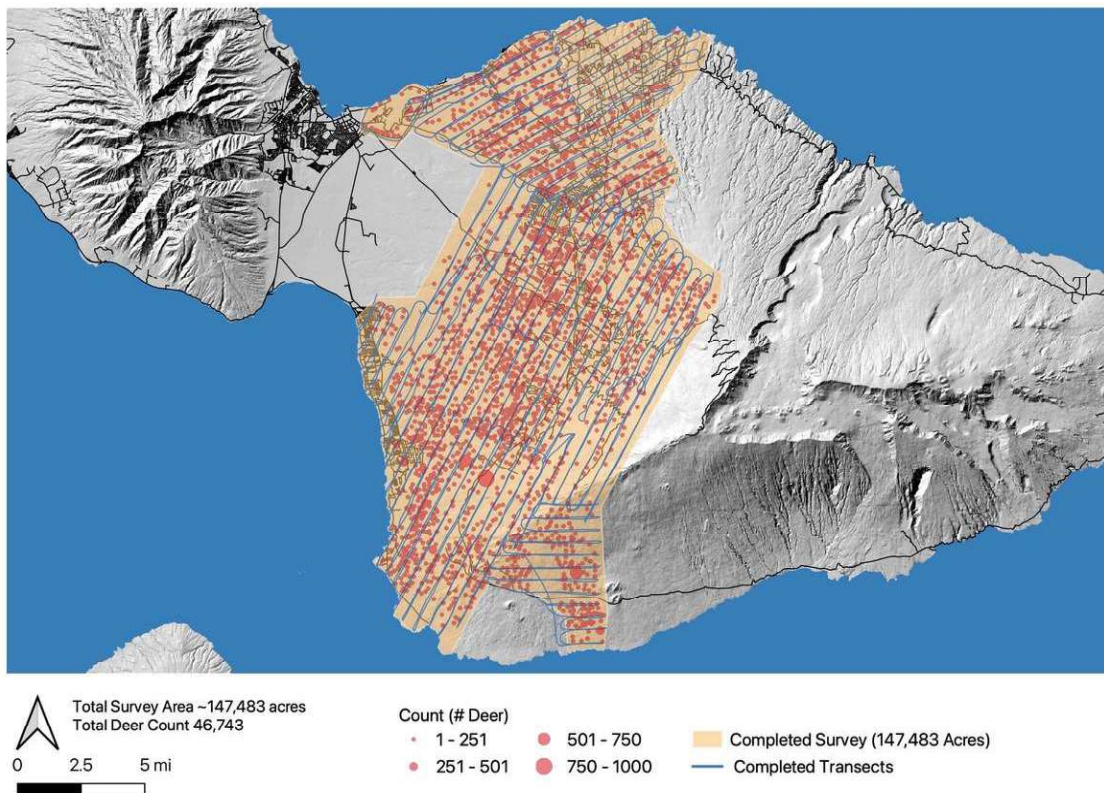 Total Survey Area ~147,483 acres
Total Deer Count 46,743
0 2.5 5 mi
Count (# Deer)
1 - 251
251 - 501
501 - 750
750 - 1000
Completed Survey (147,483 Acres)
Completed Transects